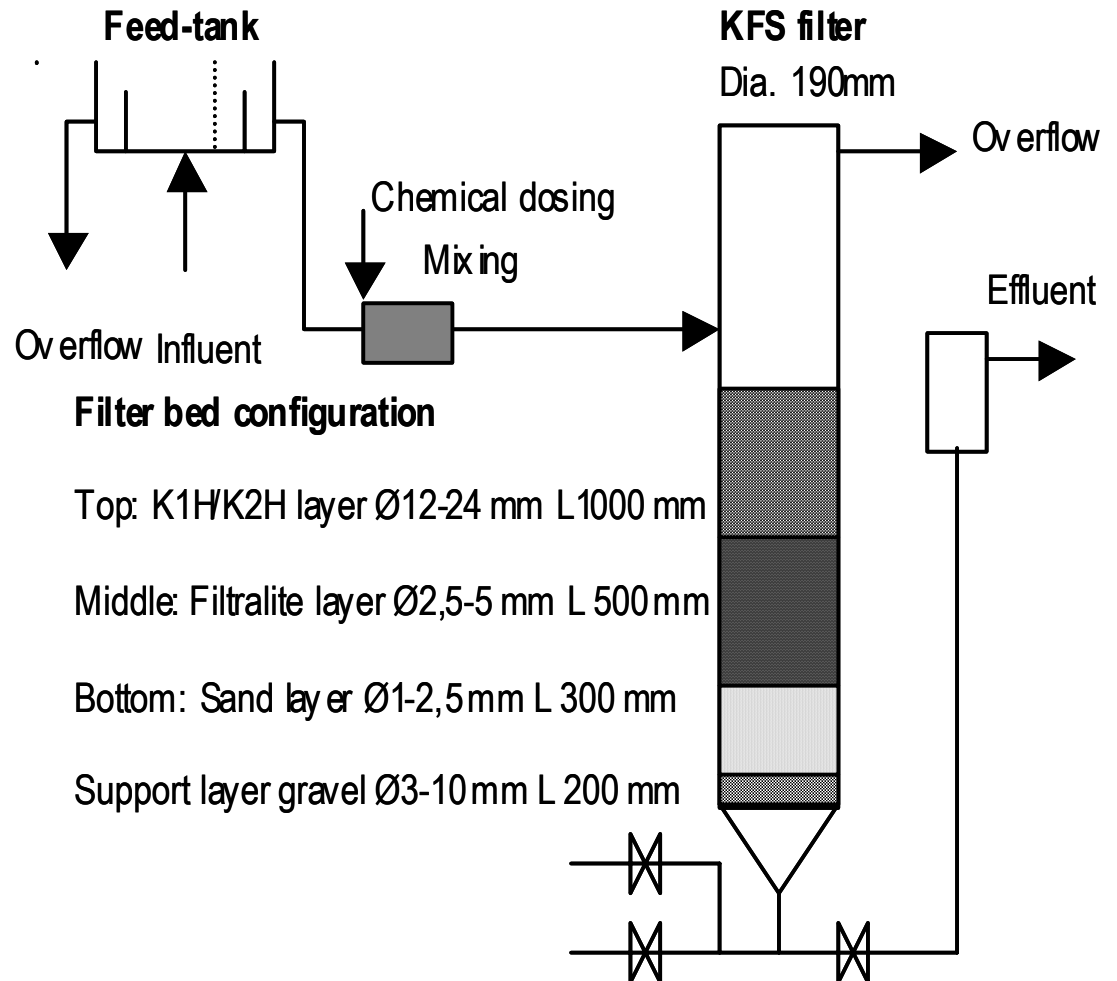 Feed-tank
KFS filter
Dia. 190mm
Overflow
Chemical dosing
Mixing
Effluent
Overflow Influent
Filter bed configuration
Top: K1H/K2H layer Ø12-24 mm L1000 mm
Middle: Filtralite layer Ø2,5-5 mm L 500 mm
Bottom: Sand layer Ø1-2,5 mm L 300 mm
Support layer gravel Ø3-10 mm L 200 mm